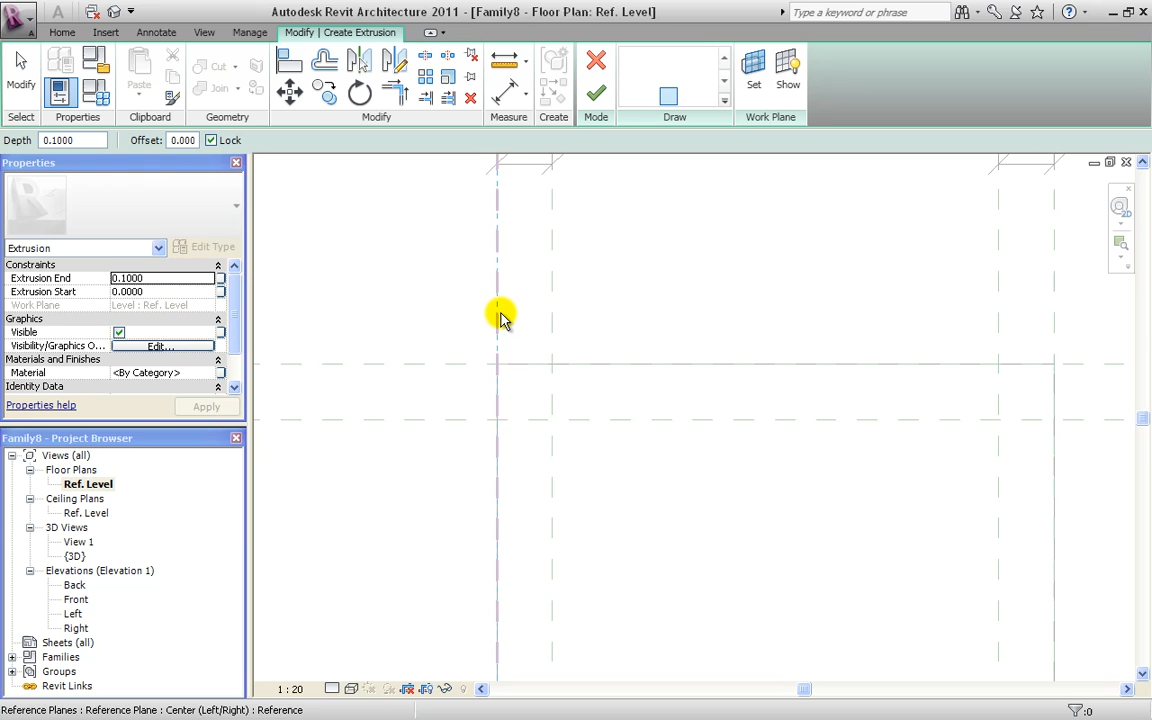 Autodesk Revit Architecture 2011 - [Family8 - Floor Plan: Ref. Level]
Type a keyword or phrase
Home Insert Annotate View Manage Modify | Create Extrusion
Modify
Paste
Cut
Join
Set Show
Select Properties Clipboard Geometry Modify Measure Create Mode Draw Work Plane
Depth 0.1000 Offset: 0.000 Lock
Properties
Extrusion Edit Type
Constraints
Extrusion End 0.1000
Extrusion Start 0.0000
Work Plane Level : Ref. Level
Graphics
Visible
Visibility/Graphics O... Edit...
Materials and Finishes
Material <By Category>
Identity Data
Properties help Apply
Family8 - Project Browser
Views (all)
Floor Plans
Ref. Level
Ceiling Plans
Ref. Level
3D Views
View 1
{3D}
Elevations (Elevation 1)
Back
Front
Left
Right
Sheets (all)
Families
Groups
Revit Links
2D
1 : 20
Reference Planes : Reference Plane : Center (Left/Right) : Reference
:0